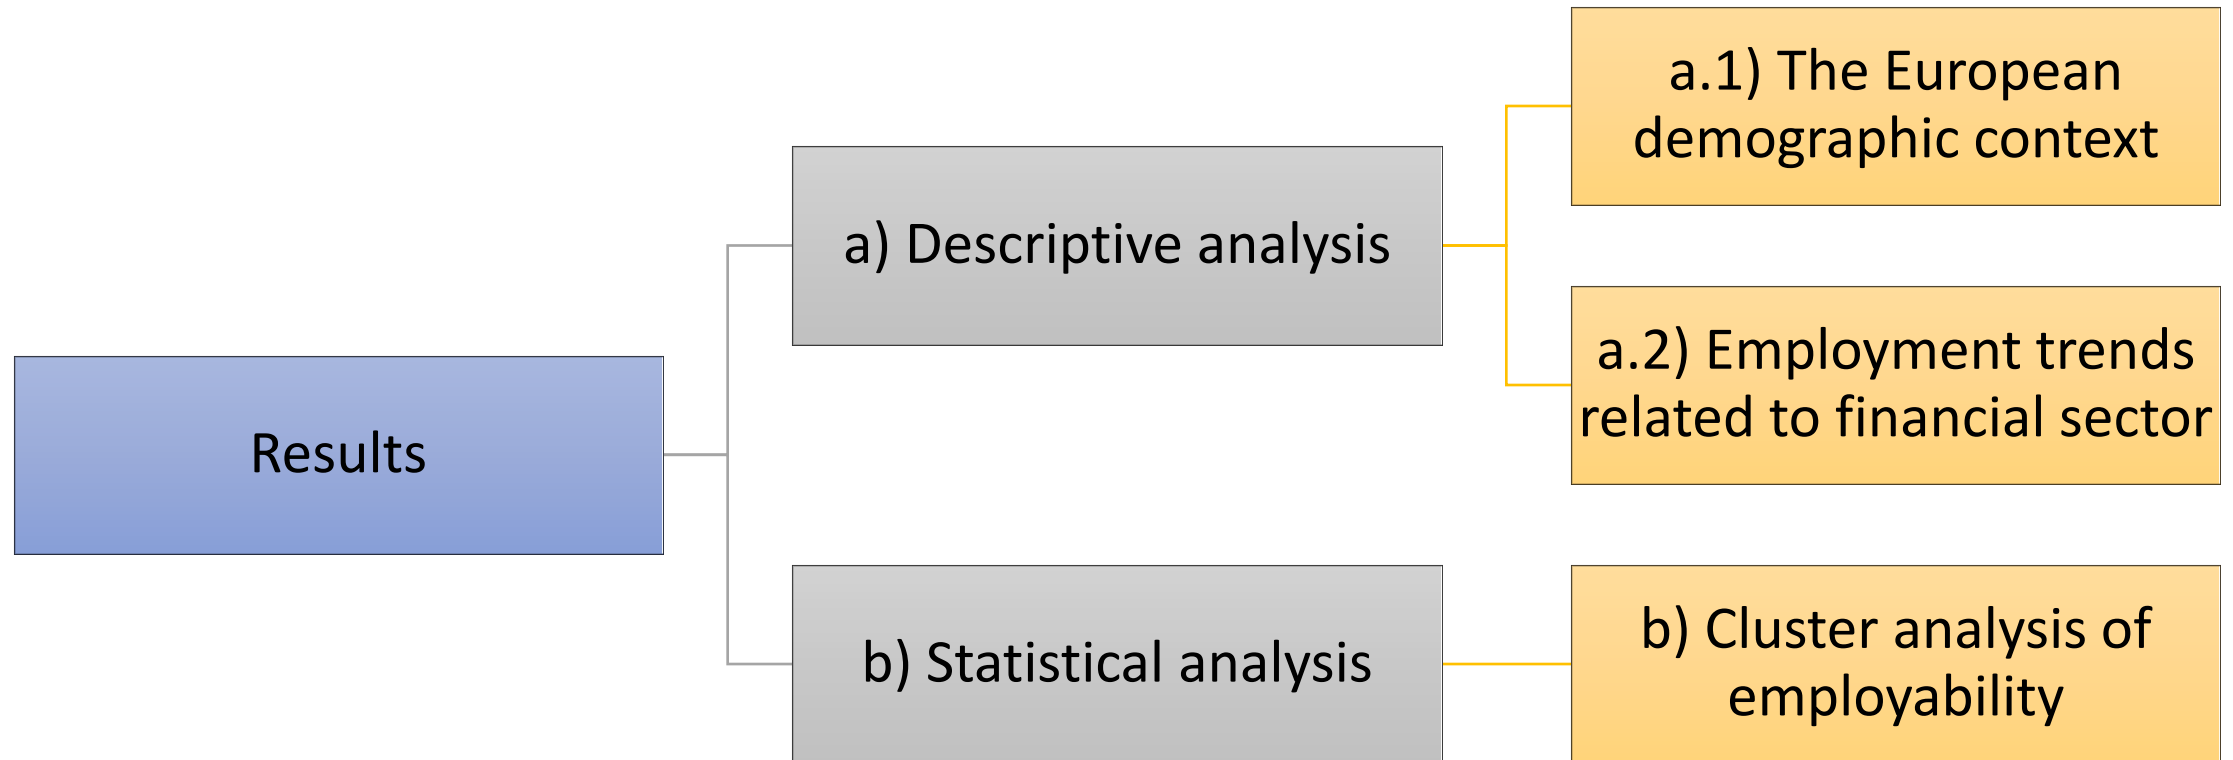 Results
a) Descriptive analysis
a.1) The European
demographic context
a.2) Employment trends
related to financial sector
b) Statistical analysis
b) Cluster analysis of
employability